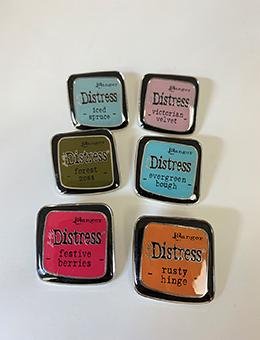 Ranger
Distress
iced
spruce -
Ranger
Distress
- victorian -
velvet
Ranger
Distress
forest
- moss -
Ranger
Distress
evergreen
- bough -
Ranger
Distress
festive
- berries -
Ranger
Distress
rusty
- hinge -